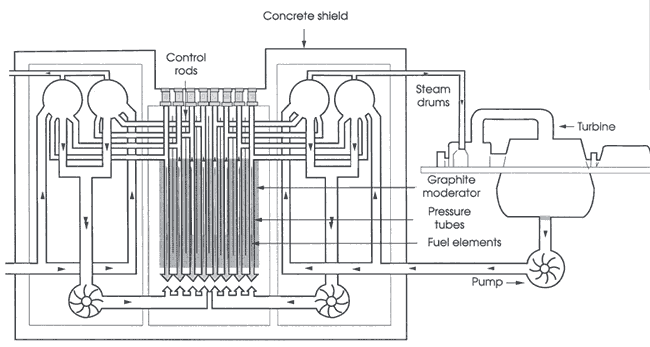 Concrete shield
Control
rods
Steam
drums
Turbine
Graphite
moderator
Pressure
tubes
Fuel elements
Pump